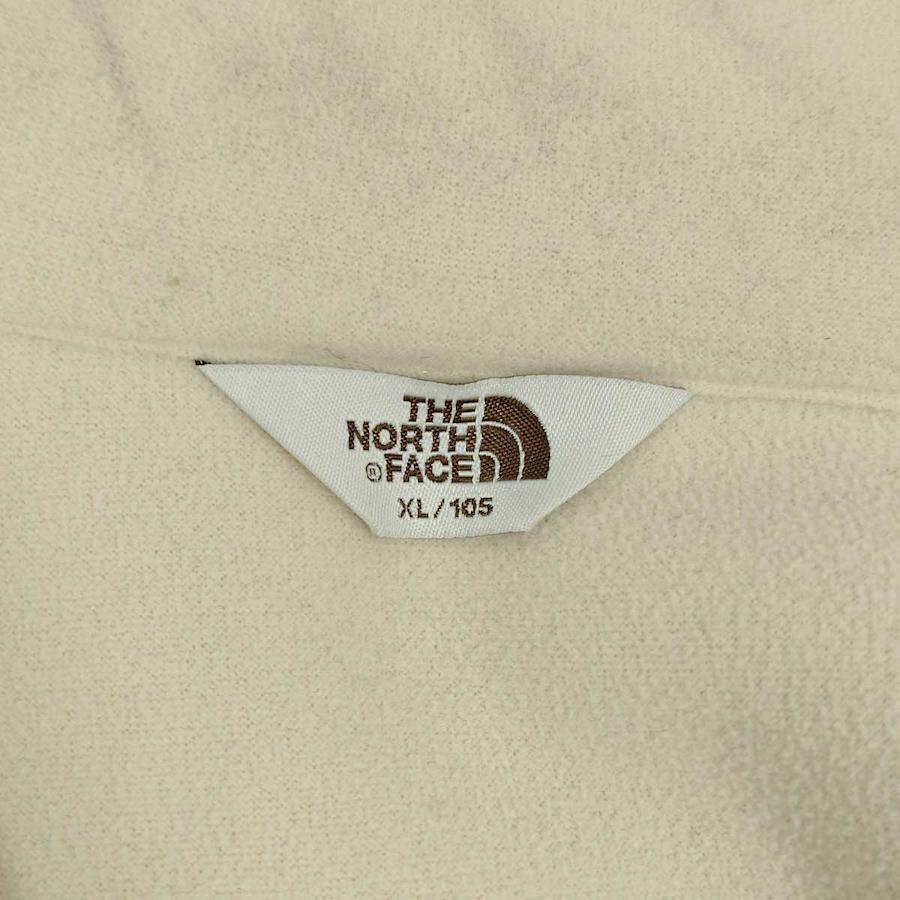 THE
NORTH
® FACE
XL/105